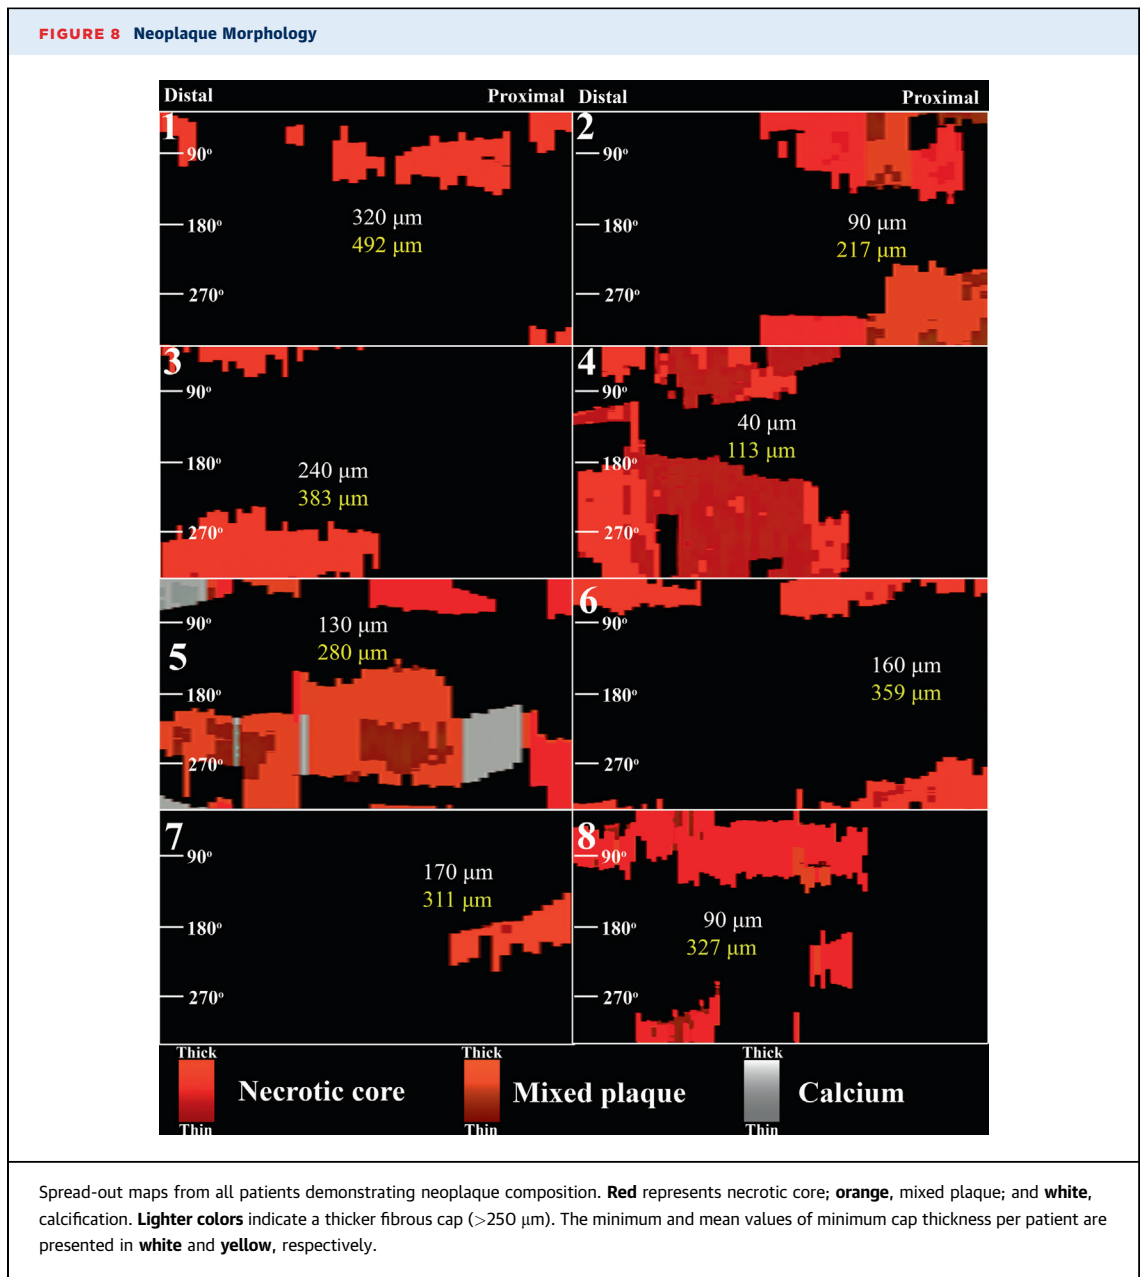 FIGURE 8 Neoplaque Morphology
Distal Proximal Distal Proximal
1
90º
180º
270º
320 µm
492 µm
2
90º
180º
270º
90 µm
217 µm
3
90º
180º
270º
240 µm
383 µm
4
90º
180º
270º
40 µm
113 µm
5
90º
180º
270º
130 µm
280 µm
6
90º
180º
270º
160 µm
359 µm
7
90º
180º
270º
170 µm
311 µm
8
90º
180º
270º
90 µm
327 µm
Thick Thick Thick
Necrotic core Mixed plaque Calcium
Thin Thin Thin
Spread-out maps from all patients demonstrating neoplaque composition. Red represents necrotic core; orange, mixed plaque; and white,
calcification. Lighter colors indicate a thicker fibrous cap (>250 µm). The minimum and mean values of minimum cap thickness per patient are
presented in white and yellow, respectively.